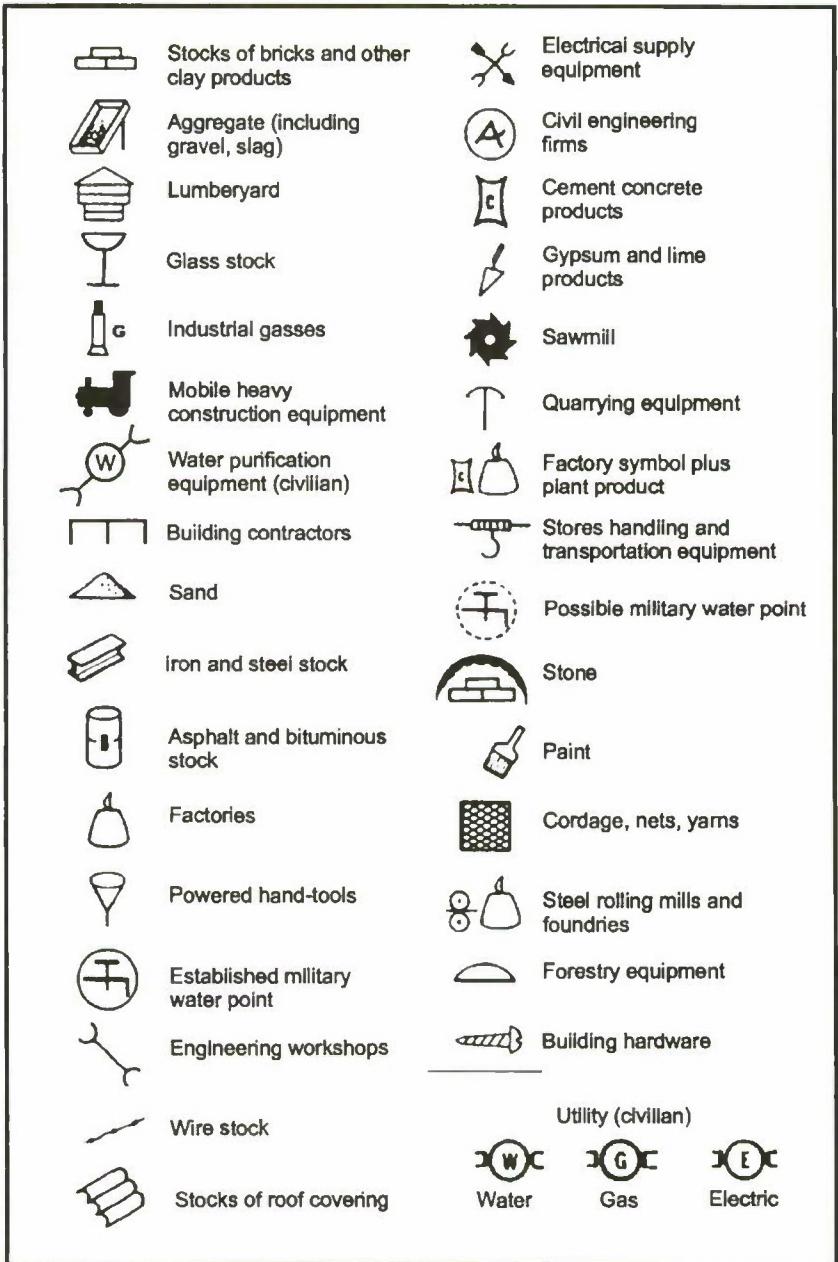 Stocks of bricks and other
clay products
Aggregate (including
gravel, slag)
Lumberyard
Glass stock
G
Industrial gasses
Mobile heavy
construction equipment
W
Water purification
equipment (civilian)
Building contractors
Sand
Iron and steel stock
B
Asphalt and bituminous
stock
Factories
Powered hand-tools
Established military
water point
Engineering workshops
Wire stock
Stocks of roof covering
Electrical supply
equipment
A
Civil engineering
firms
C
Cement concrete
products
Gypsum and lime
products
Sawmill
Quarrying equipment
C
Factory symbol plus
plant product
Stores handling and
transportation equipment
Possible military water point
Stone
Paint
Cordage, nets, yarns
Steel rolling mills and
foundries
Forestry equipment
Building hardware
Utility (civilian)
W G E
Water Gas Electric